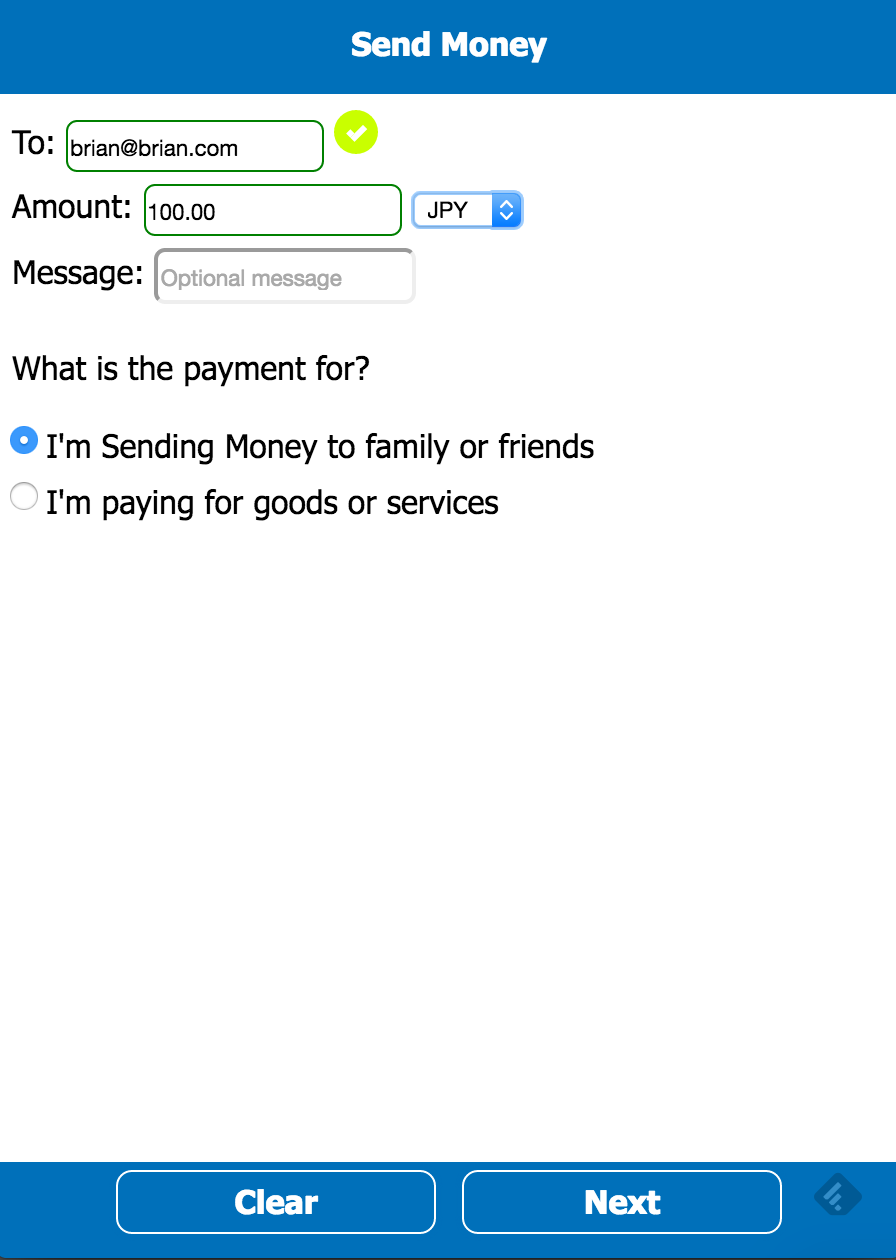 Send Money
To: brian@brian.com
Amount: 100.00 JPY
Message: Optional message
What is the payment for?
I'm Sending Money to family or friends
I'm paying for goods or services
Clear Next